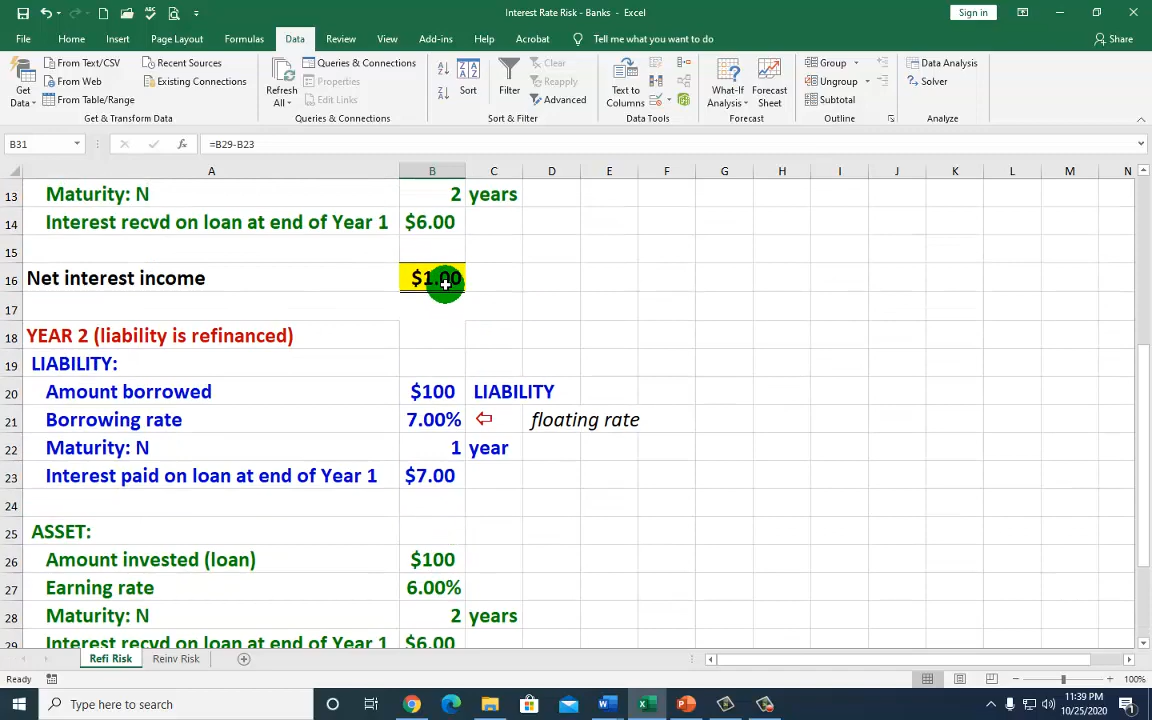 Interest Rate Risk - Banks - Excel
Sign in
File Home Insert Page Layout Formulas Data Review View Add-ins Help Acrobat Tell me what you want to do Share
Get Data
From Text/CSV
From Web
From Table/Range
Recent Sources
Existing Connections
Get & Transform Data
Refresh All
Queries & Connections
Properties
Edit Links
Queries & Connections
Sort
Filter
Clear
Reapply
Advanced
Sort & Filter
Text to Columns
Data Tools
What-If Analysis
Forecast Sheet
Forecast
Group
Ungroup
Subtotal
Outline
Data Analysis
Solver
Analyze
B31 =B29-B23
A B C D E F G H I J K L M N
13 Maturity: N 2 years
14 Interest recvd on loan at end of Year 1 $6.00
15
16 Net interest income $1.00
17
18 YEAR 2 (liability is refinanced)
19 LIABILITY:
20 Amount borrowed $100 LIABILITY
21 Borrowing rate 7.00% floating rate
22 Maturity: N 1 year
23 Interest paid on loan at end of Year 1 $7.00
24
25 ASSET:
26 Amount invested (loan) $100
27 Earning rate 6.00%
28 Maturity: N 2 years
29 Interest recvd on loan at end of Year 1 $6.00
Refi Risk Reinv Risk
Ready 100%
Type here to search
11:39 PM
10/25/2020